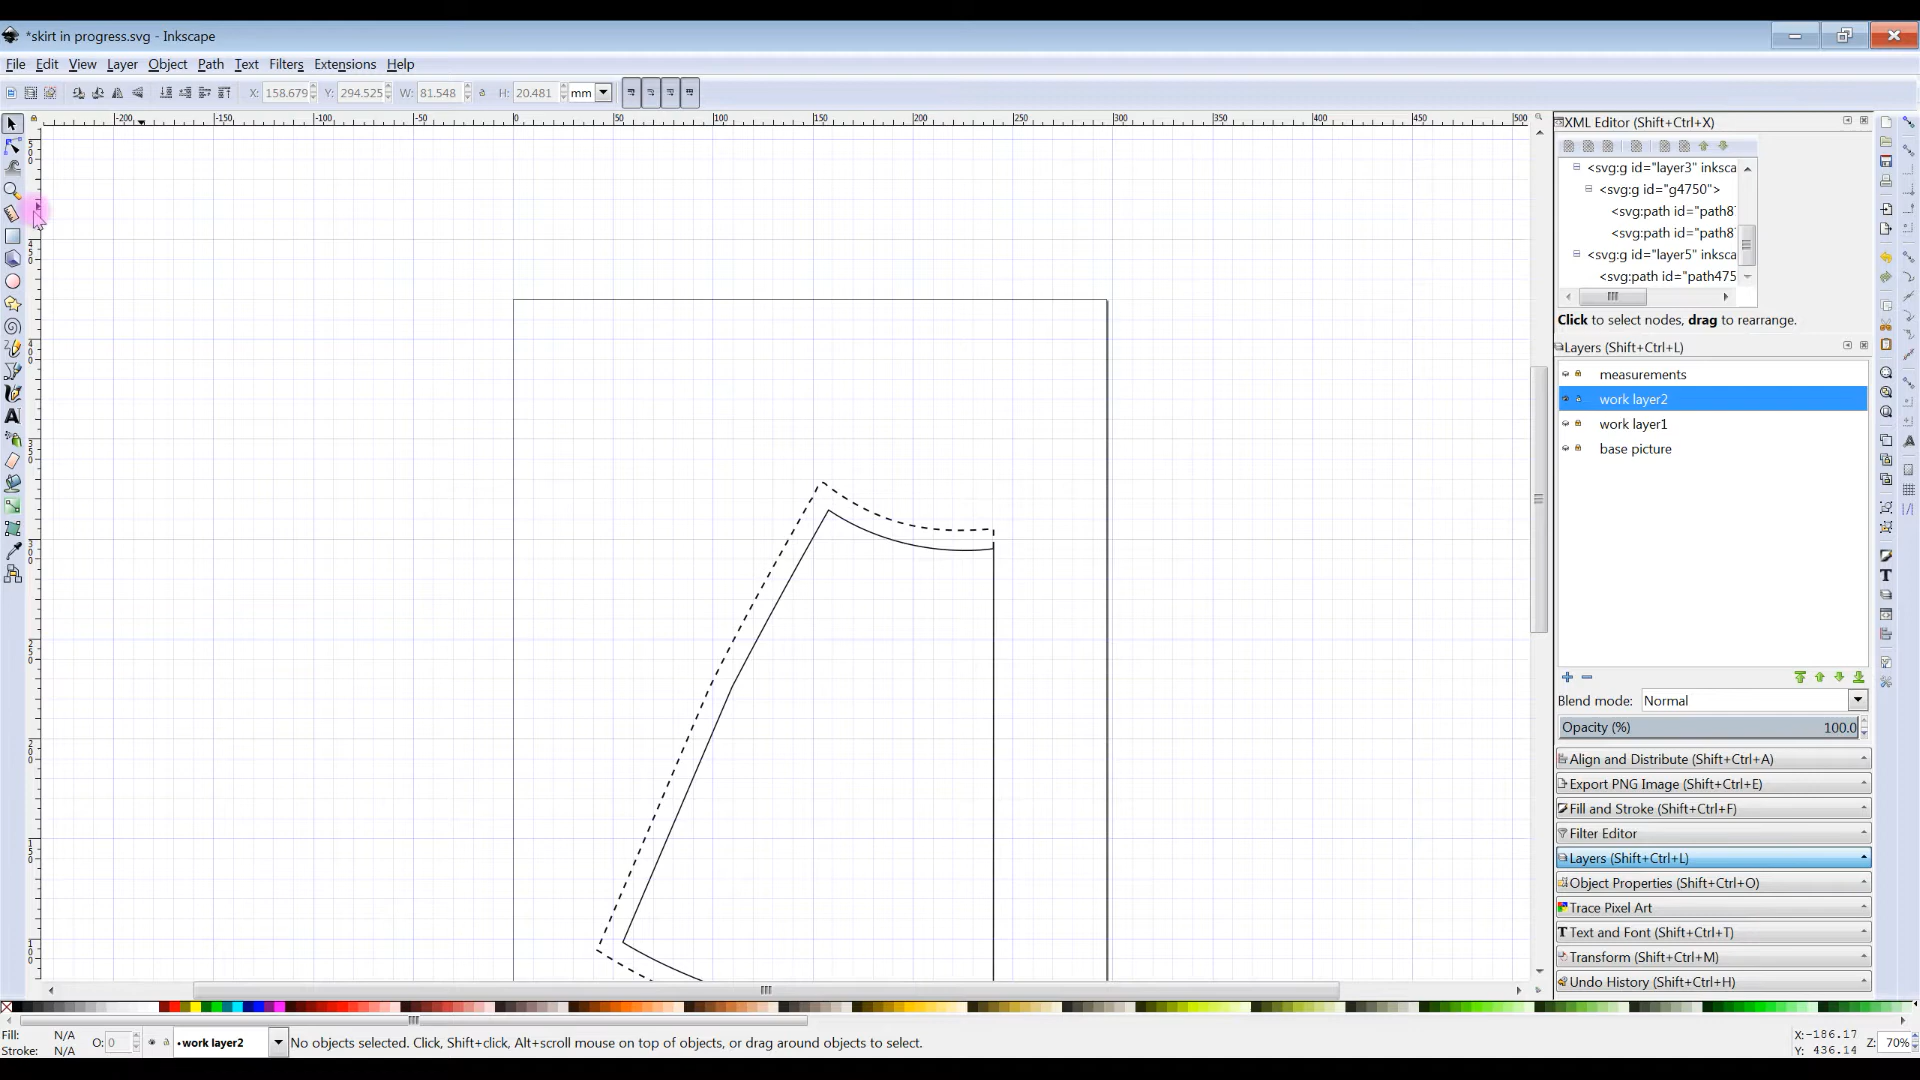 *skirt in progress.svg - Inkscape
File Edit View Layer Object Path Text Filters Extensions Help
X: 158.679 Y: 294.525 W: 81.548 H: 20.481 mm
-200 -150 -100 -50 0 50 100 150 200 250 300 350 400 450 500
XML Editor (Shift+Ctrl+X)
<svg:g id="layer3" inksca
<svg:g id="g4750">
<svg:path id="path8
<svg:path id="path8
<svg:g id="layer5" inksca
<svg:path id="path475
Click to select nodes, drag to rearrange.
Layers (Shift+Ctrl+L)
measurements
work layer2
work layer1
base picture
Blend mode: Normal
Opacity (%) 100.0
Align and Distribute (Shift+Ctrl+A)
Export PNG Image (Shift+Ctrl+E)
Fill and Stroke (Shift+Ctrl+F)
Filter Editor
Layers (Shift+Ctrl+L)
Object Properties (Shift+Ctrl+O)
Trace Pixel Art
Text and Font (Shift+Ctrl+T)
Transform (Shift+Ctrl+M)
Undo History (Shift+Ctrl+H)
Fill: N/A
Stroke: N/A
O: 0
•work layer2
No objects selected. Click, Shift+click, Alt+scroll mouse on top of objects, or drag around objects to select.
X: -186.17
Y: 436.14
Z: 70%